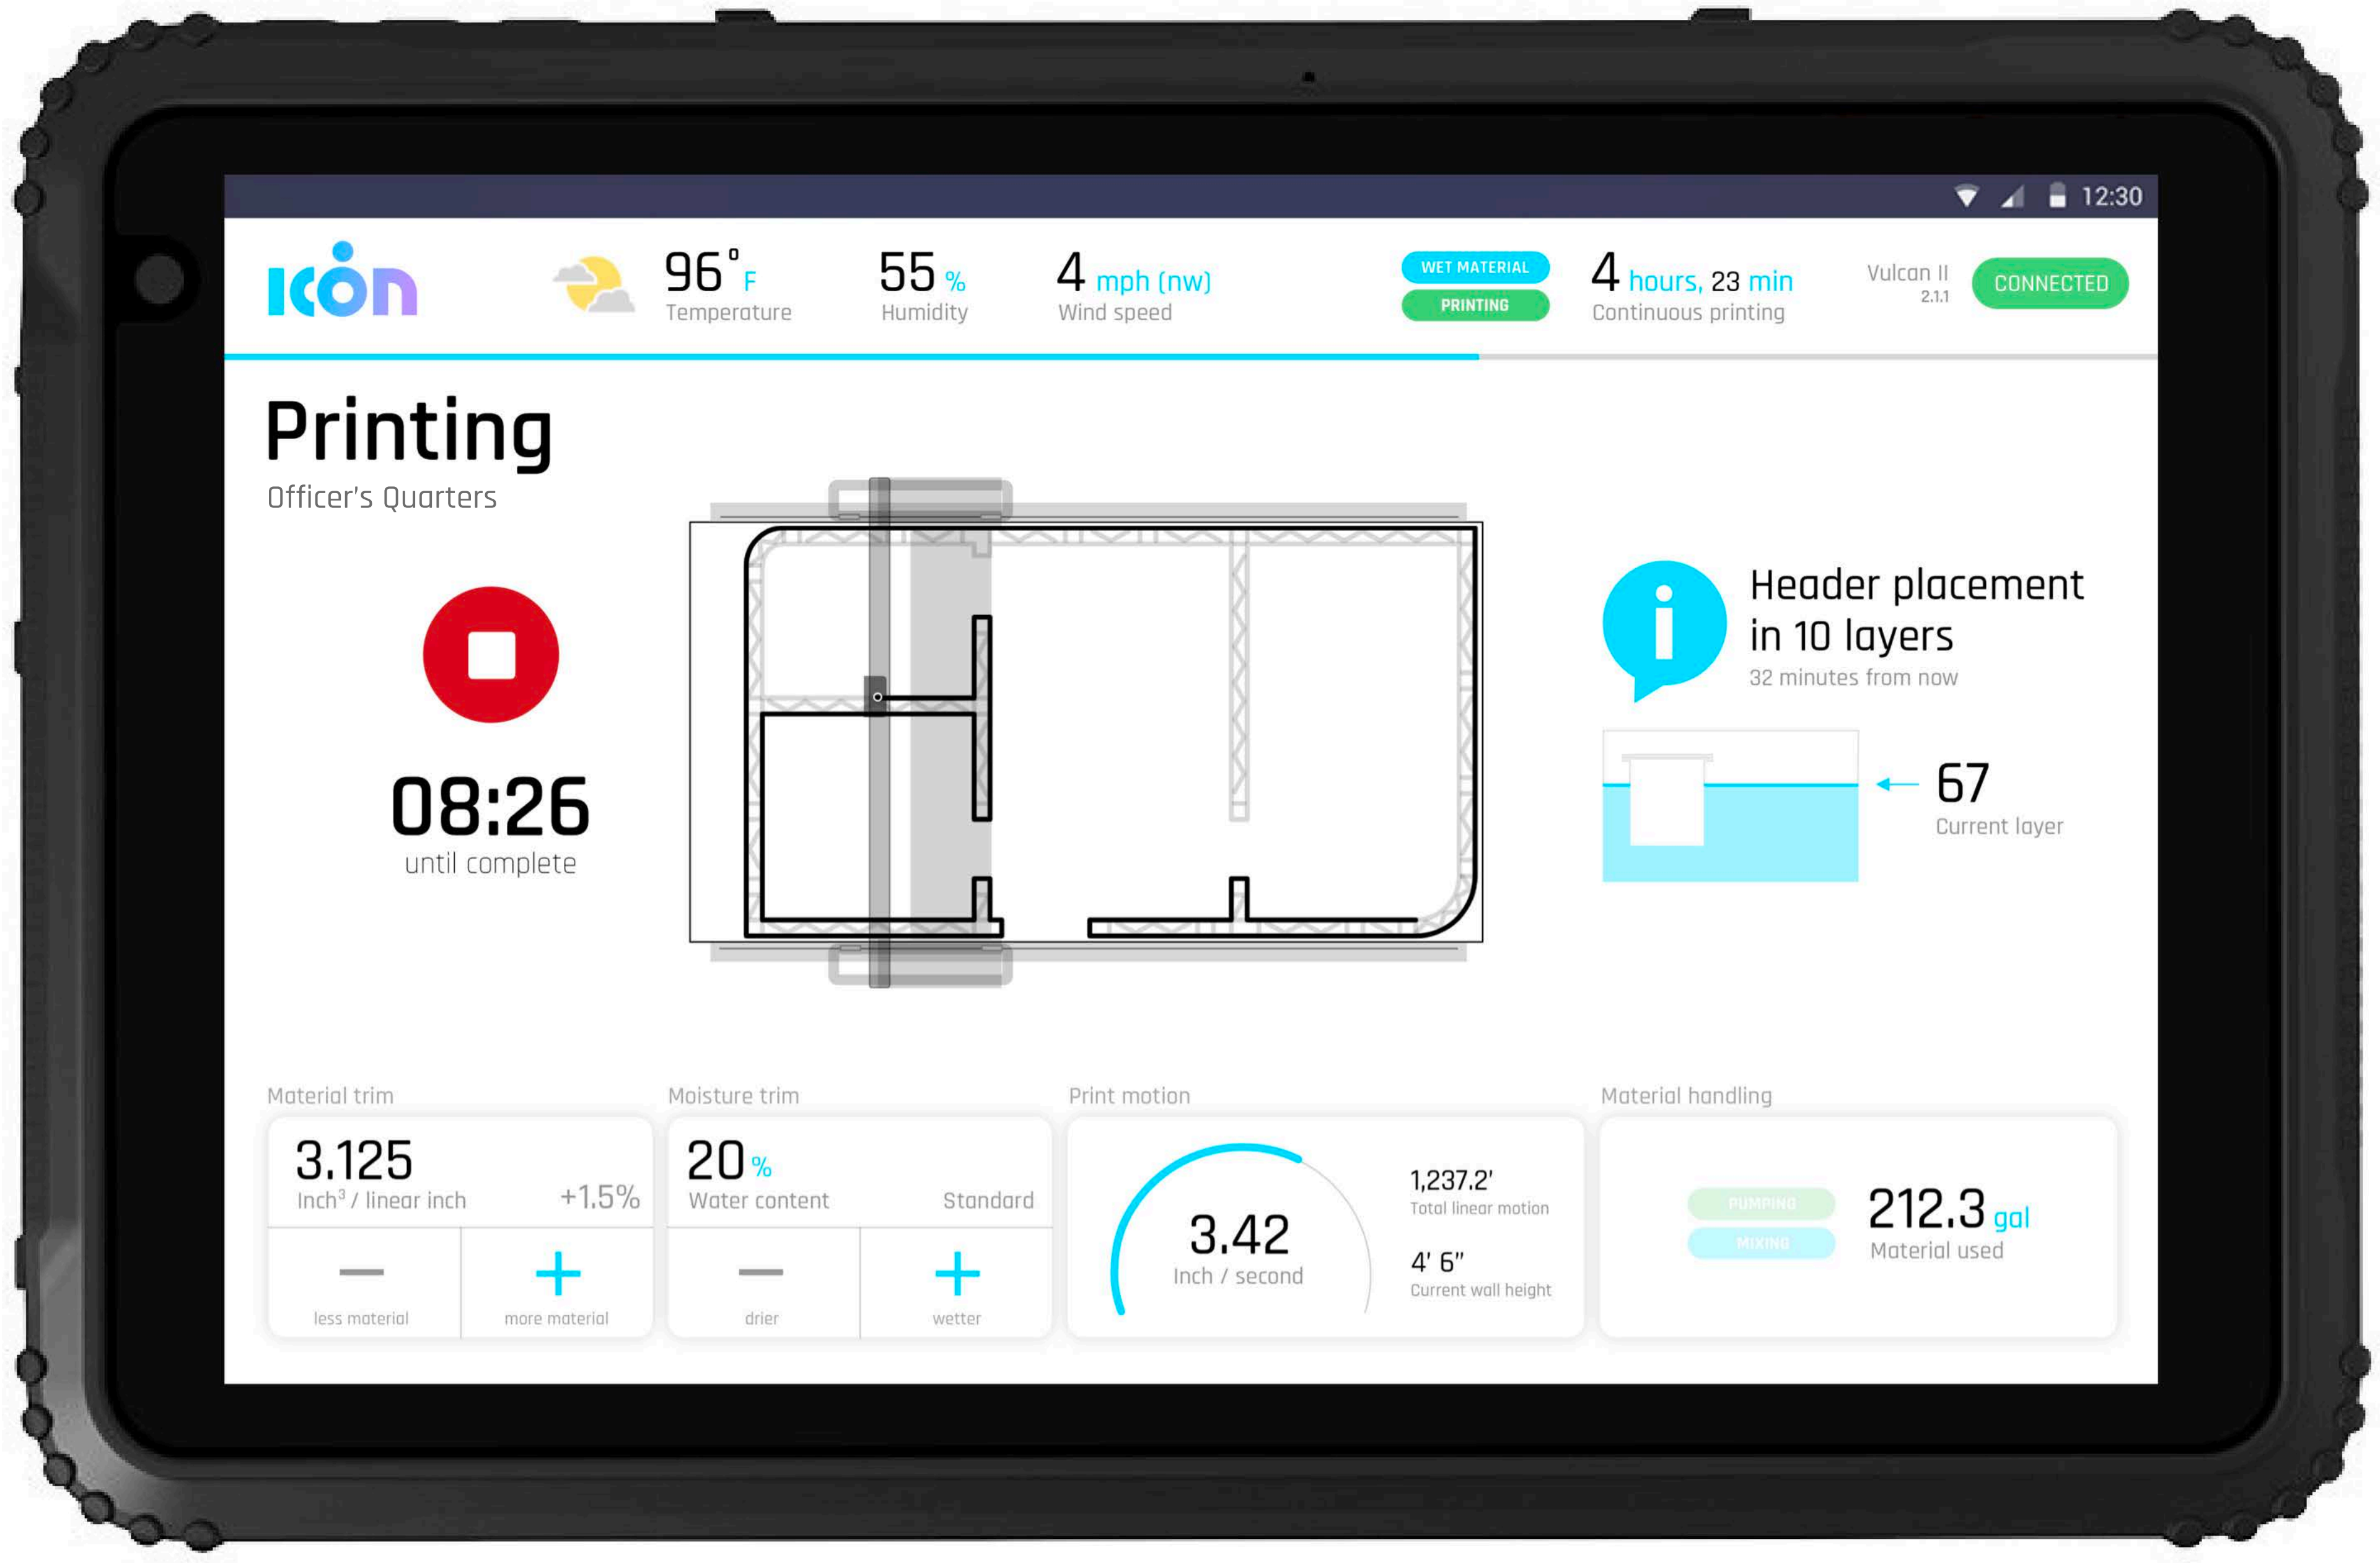 12:30
ICON
96°F
Temperature
55 %
Humidity
4 mph (nw)
Wind speed
WET MATERIAL
PRINTING
4 hours, 23 min
Continuous printing
Vulcan II
2.1.1
CONNECTED
Printing
Officer's Quarters
08:26
until complete
i
Header placement
in 10 layers
32 minutes from now
67
Current layer
Material trim
3.125
Inch³ / linear inch
+1.5%
less material
more material
Moisture trim
20 %
Water content
Standard
drier
wetter
Print motion
3.42
Inch / second
1,237.2'
Total linear motion
4' 6"
Current wall height
Material handling
PUMPING
MIXING
212.3 gal
Material used